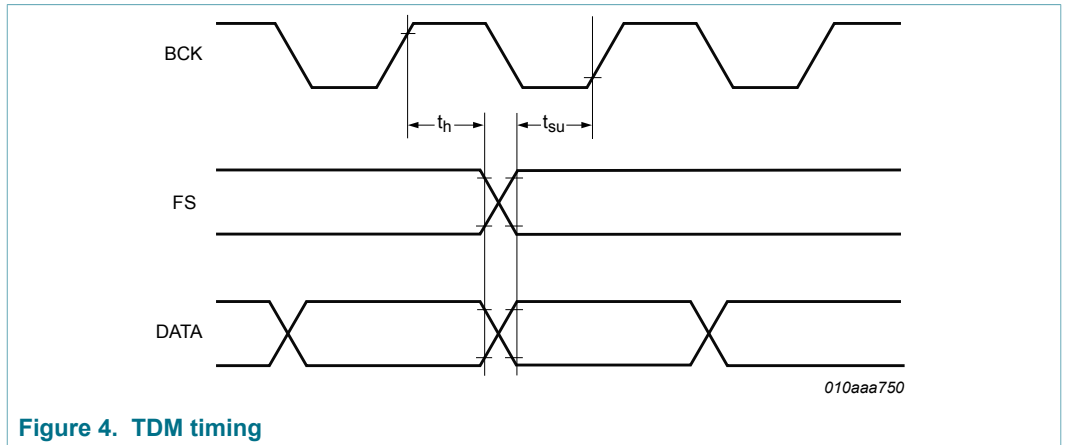 BCK
th
tsu
FS
DATA
010aaa750
Figure 4. TDM timing